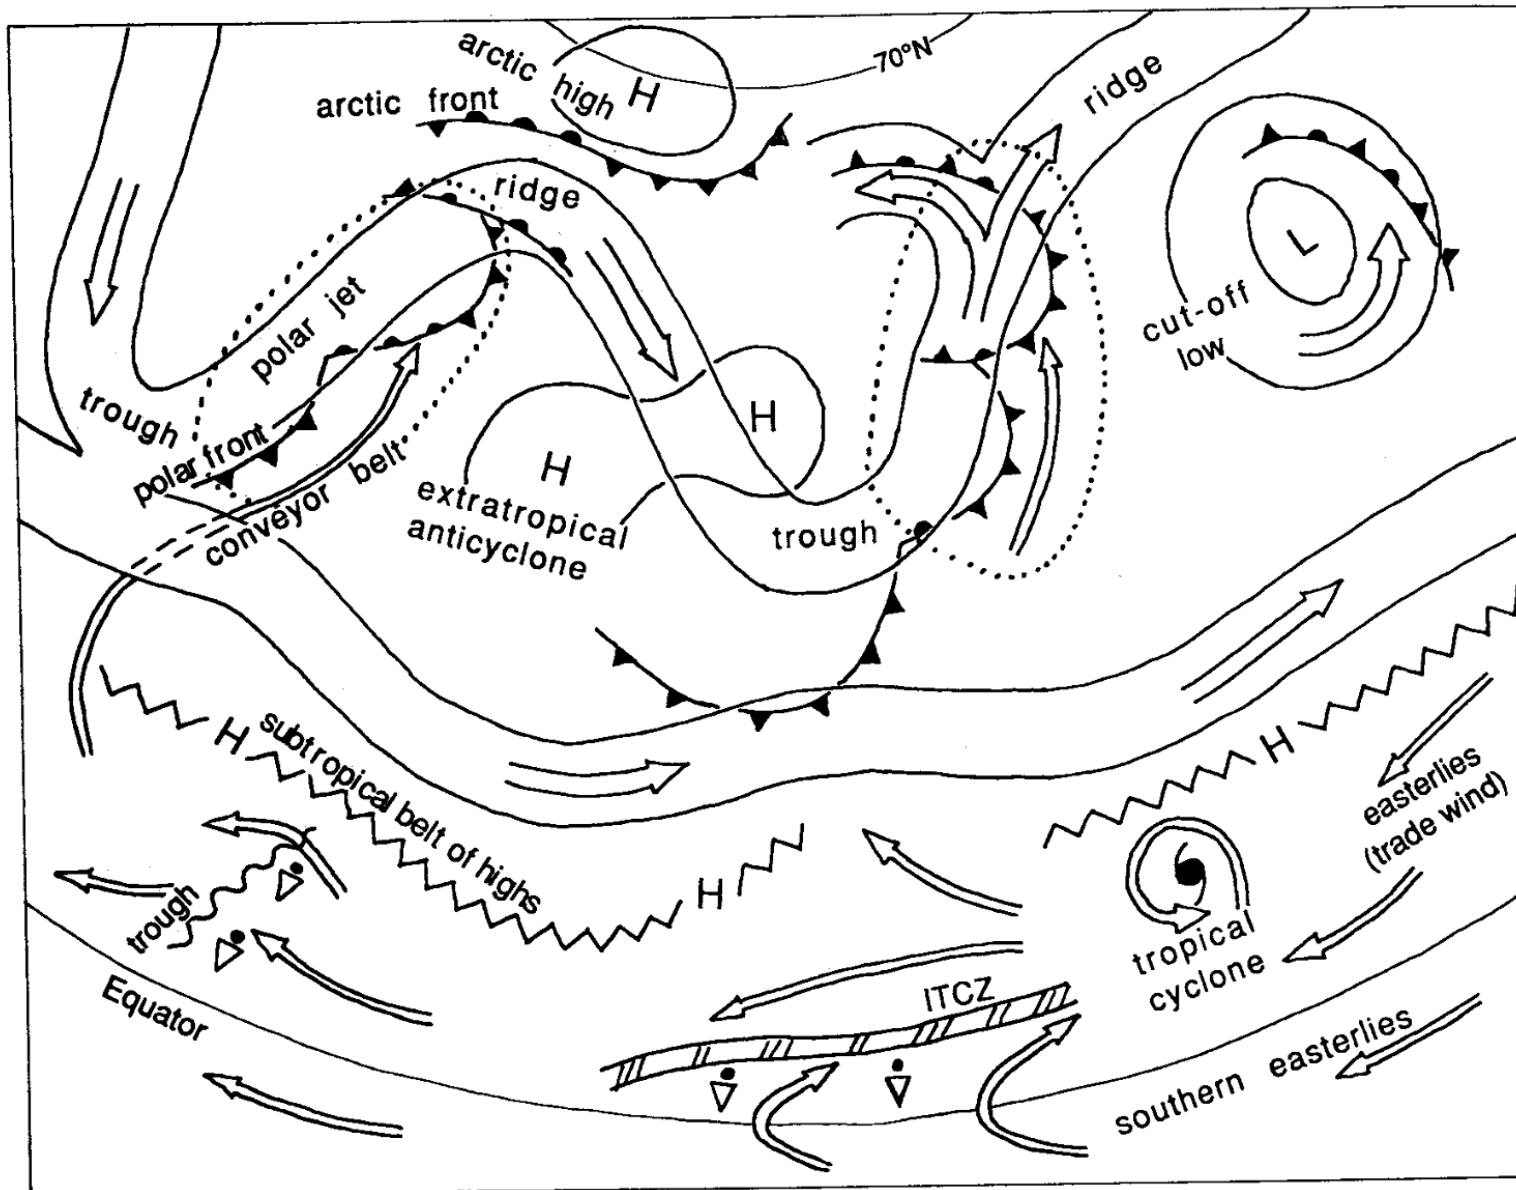 arctic
high
H
70°N
arctic front
ridge
ridge
polar jet
L
cut-off
low
trough
polar front
conveyor belt
H
H
extratropical
anticyclone
trough
H
subtropical belt of highs
H
H
easterlies
(trade wind)
trough
tropical
cyclone
ITCZ
Equator
southern easterlies